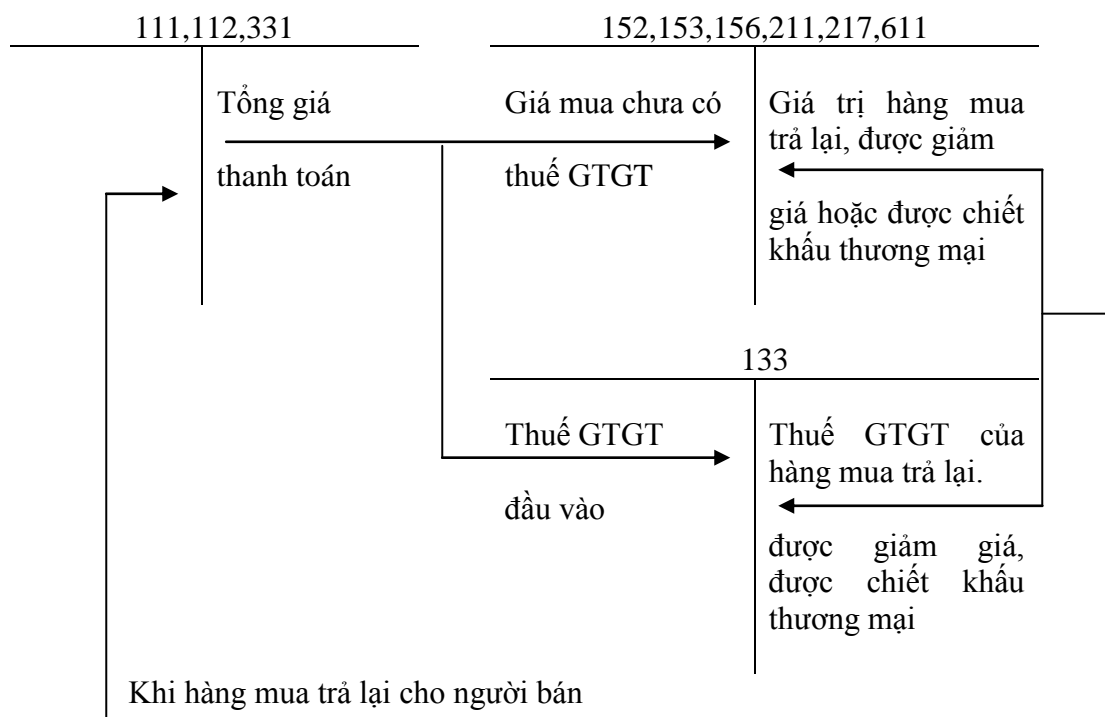 111,112,331
152,153,156,211,217,611
Tổng giá
thanh toán
Giá mua chưa có
thuế GTGT
Giá trị hàng mua
trả lại, được giảm
giá hoặc được chiết
khấu thương mại
133
Thuế GTGT
đầu vào
Thuế GTGT của
hàng mua trả lại.
được giảm giá,
được chiết khấu
thương mại
Khi hàng mua trả lại cho người bán